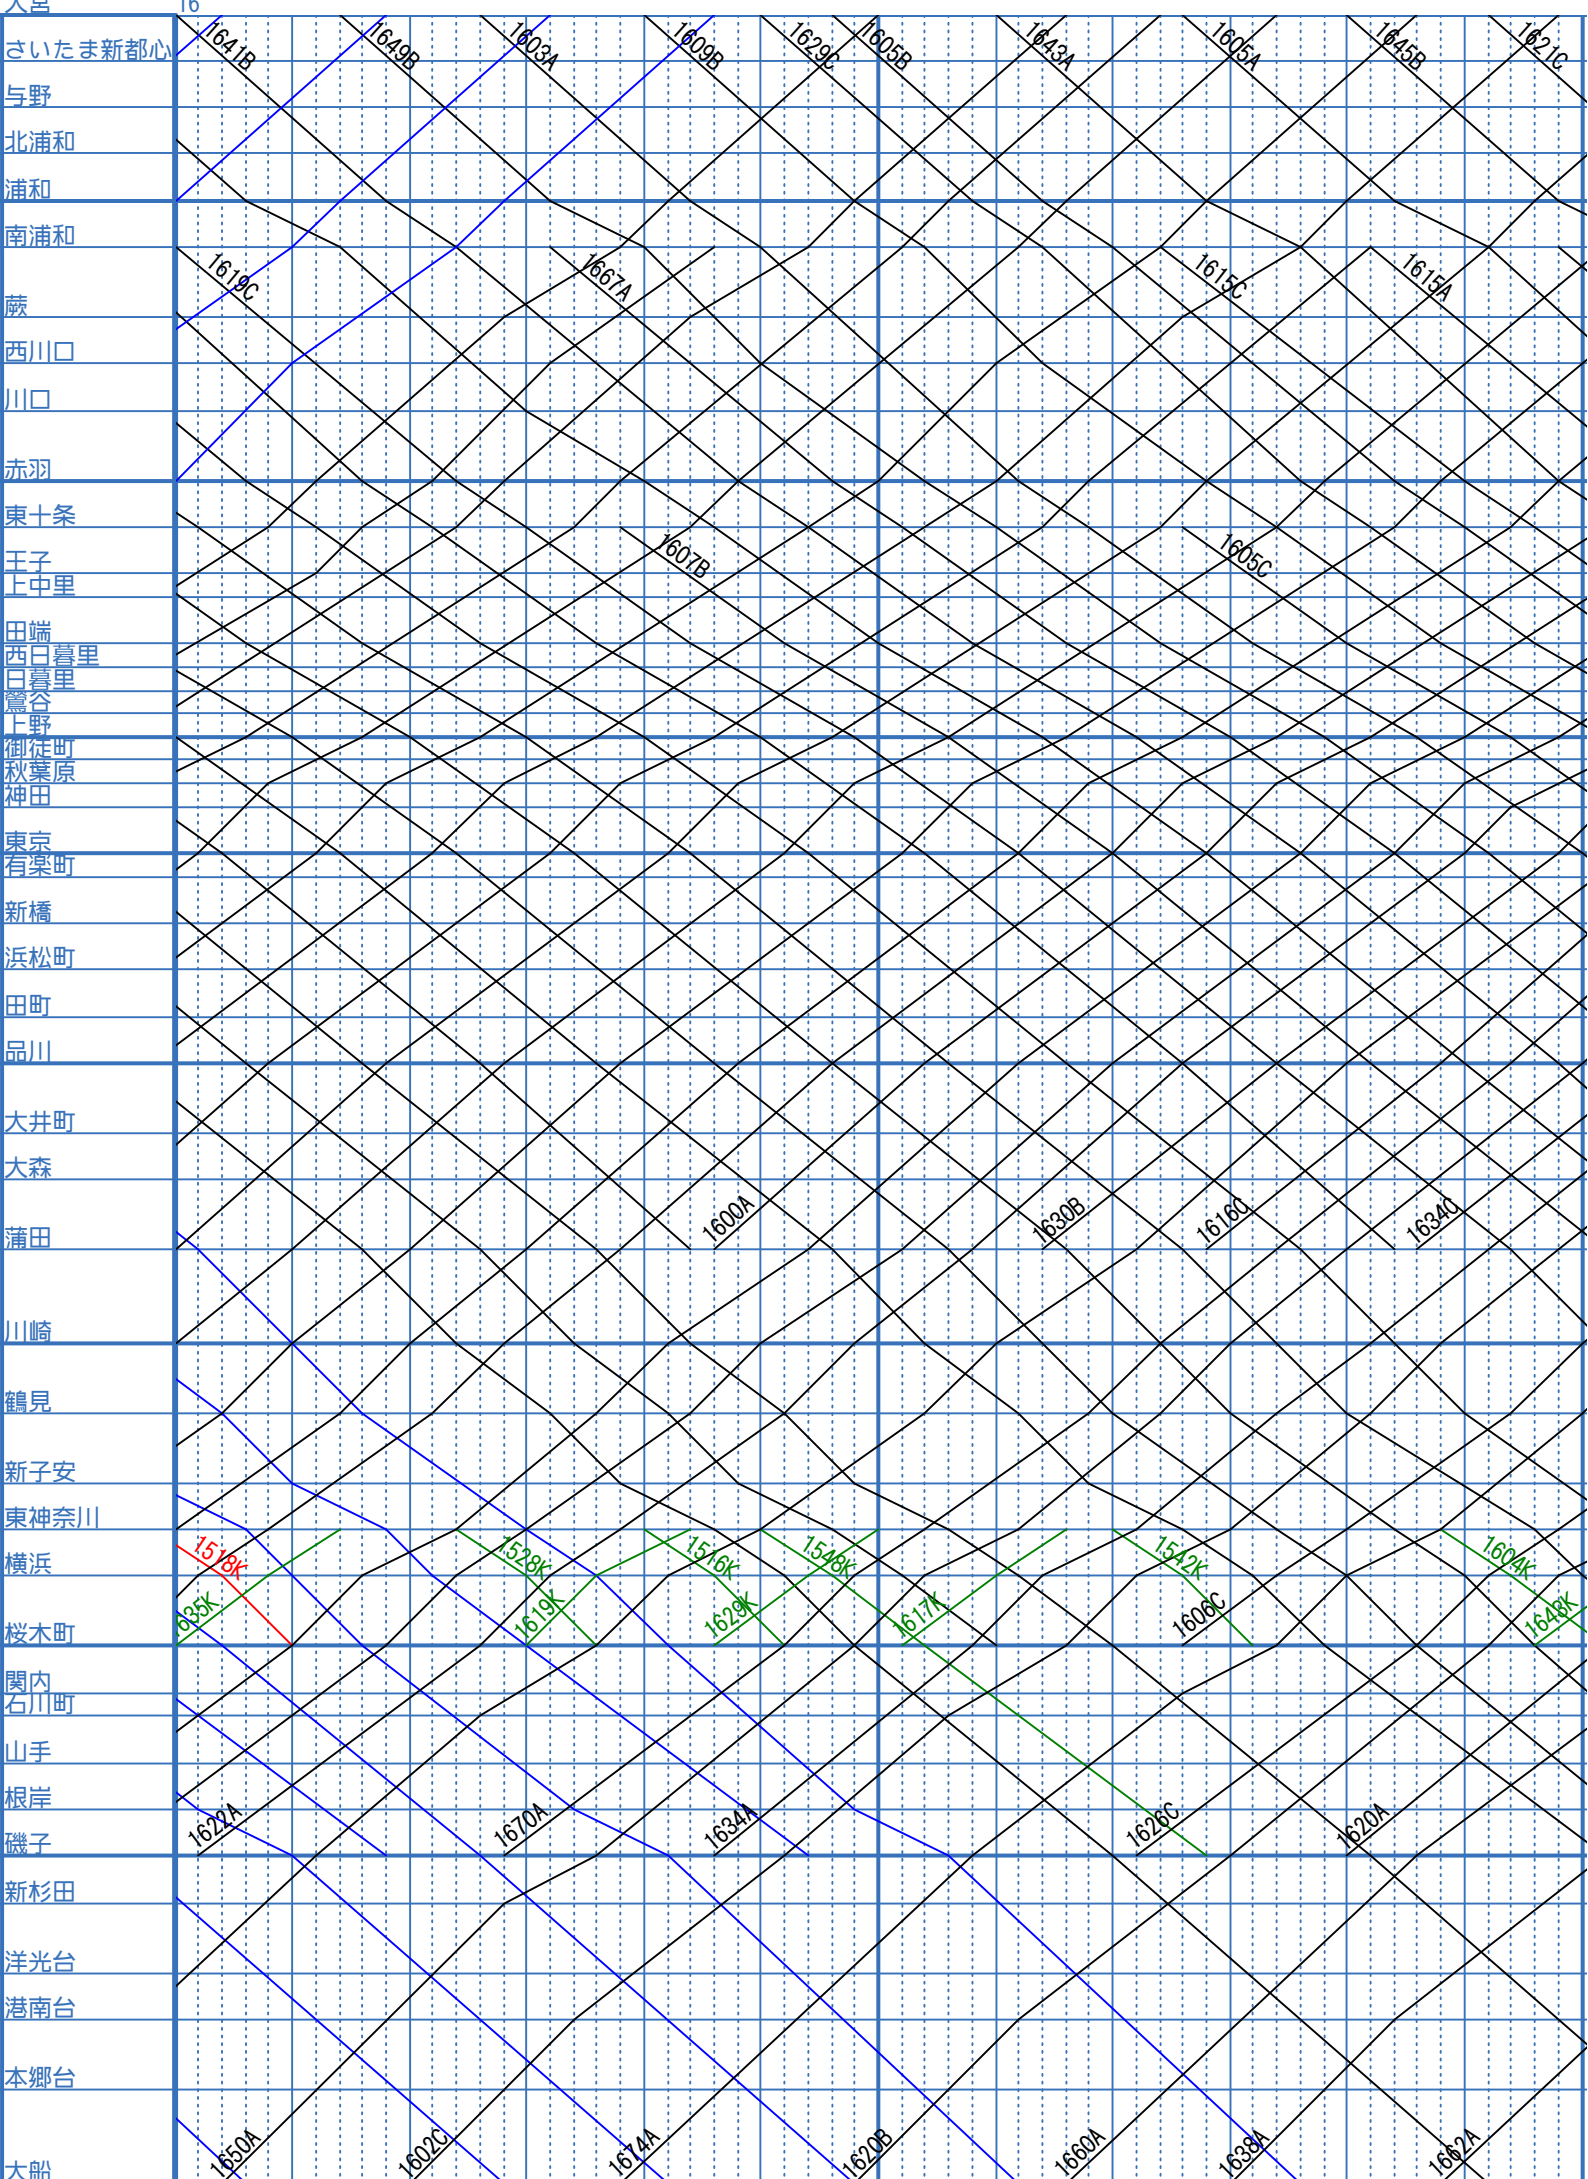 大宮 16
1641B 1649B 1603A 1609B 1629C 1605B 1643A 1605A 1645B 1621C
さいたま新都心
与野
北浦和
浦和
南浦和
1619C 1667A 1615C 1615A
蕨
西川口
川口
赤羽
東十条
1607B 1605C
王子
上中里
田端
西日暮里
日暮里
鶯谷
上野
御徒町
秋葉原
神田
東京
有楽町
新橋
浜松町
田町
品川
大井町
大森
1600A 1630B 1616C 1634C
蒲田
川崎
鶴見
新子安
東神奈川
1518K 1528K 1516K 1548K 1542K 1604K
横浜
1635K 1619K 1629K 1617K 1606C 1648K
桜木町
関内
石川町
山手
根岸
1622A 1670A 1634A 1626C 1620A
磯子
新杉田
洋光台
港南台
本郷台
1650A 1602C 1674A 1620B 1660A 1638A 1662A
大船